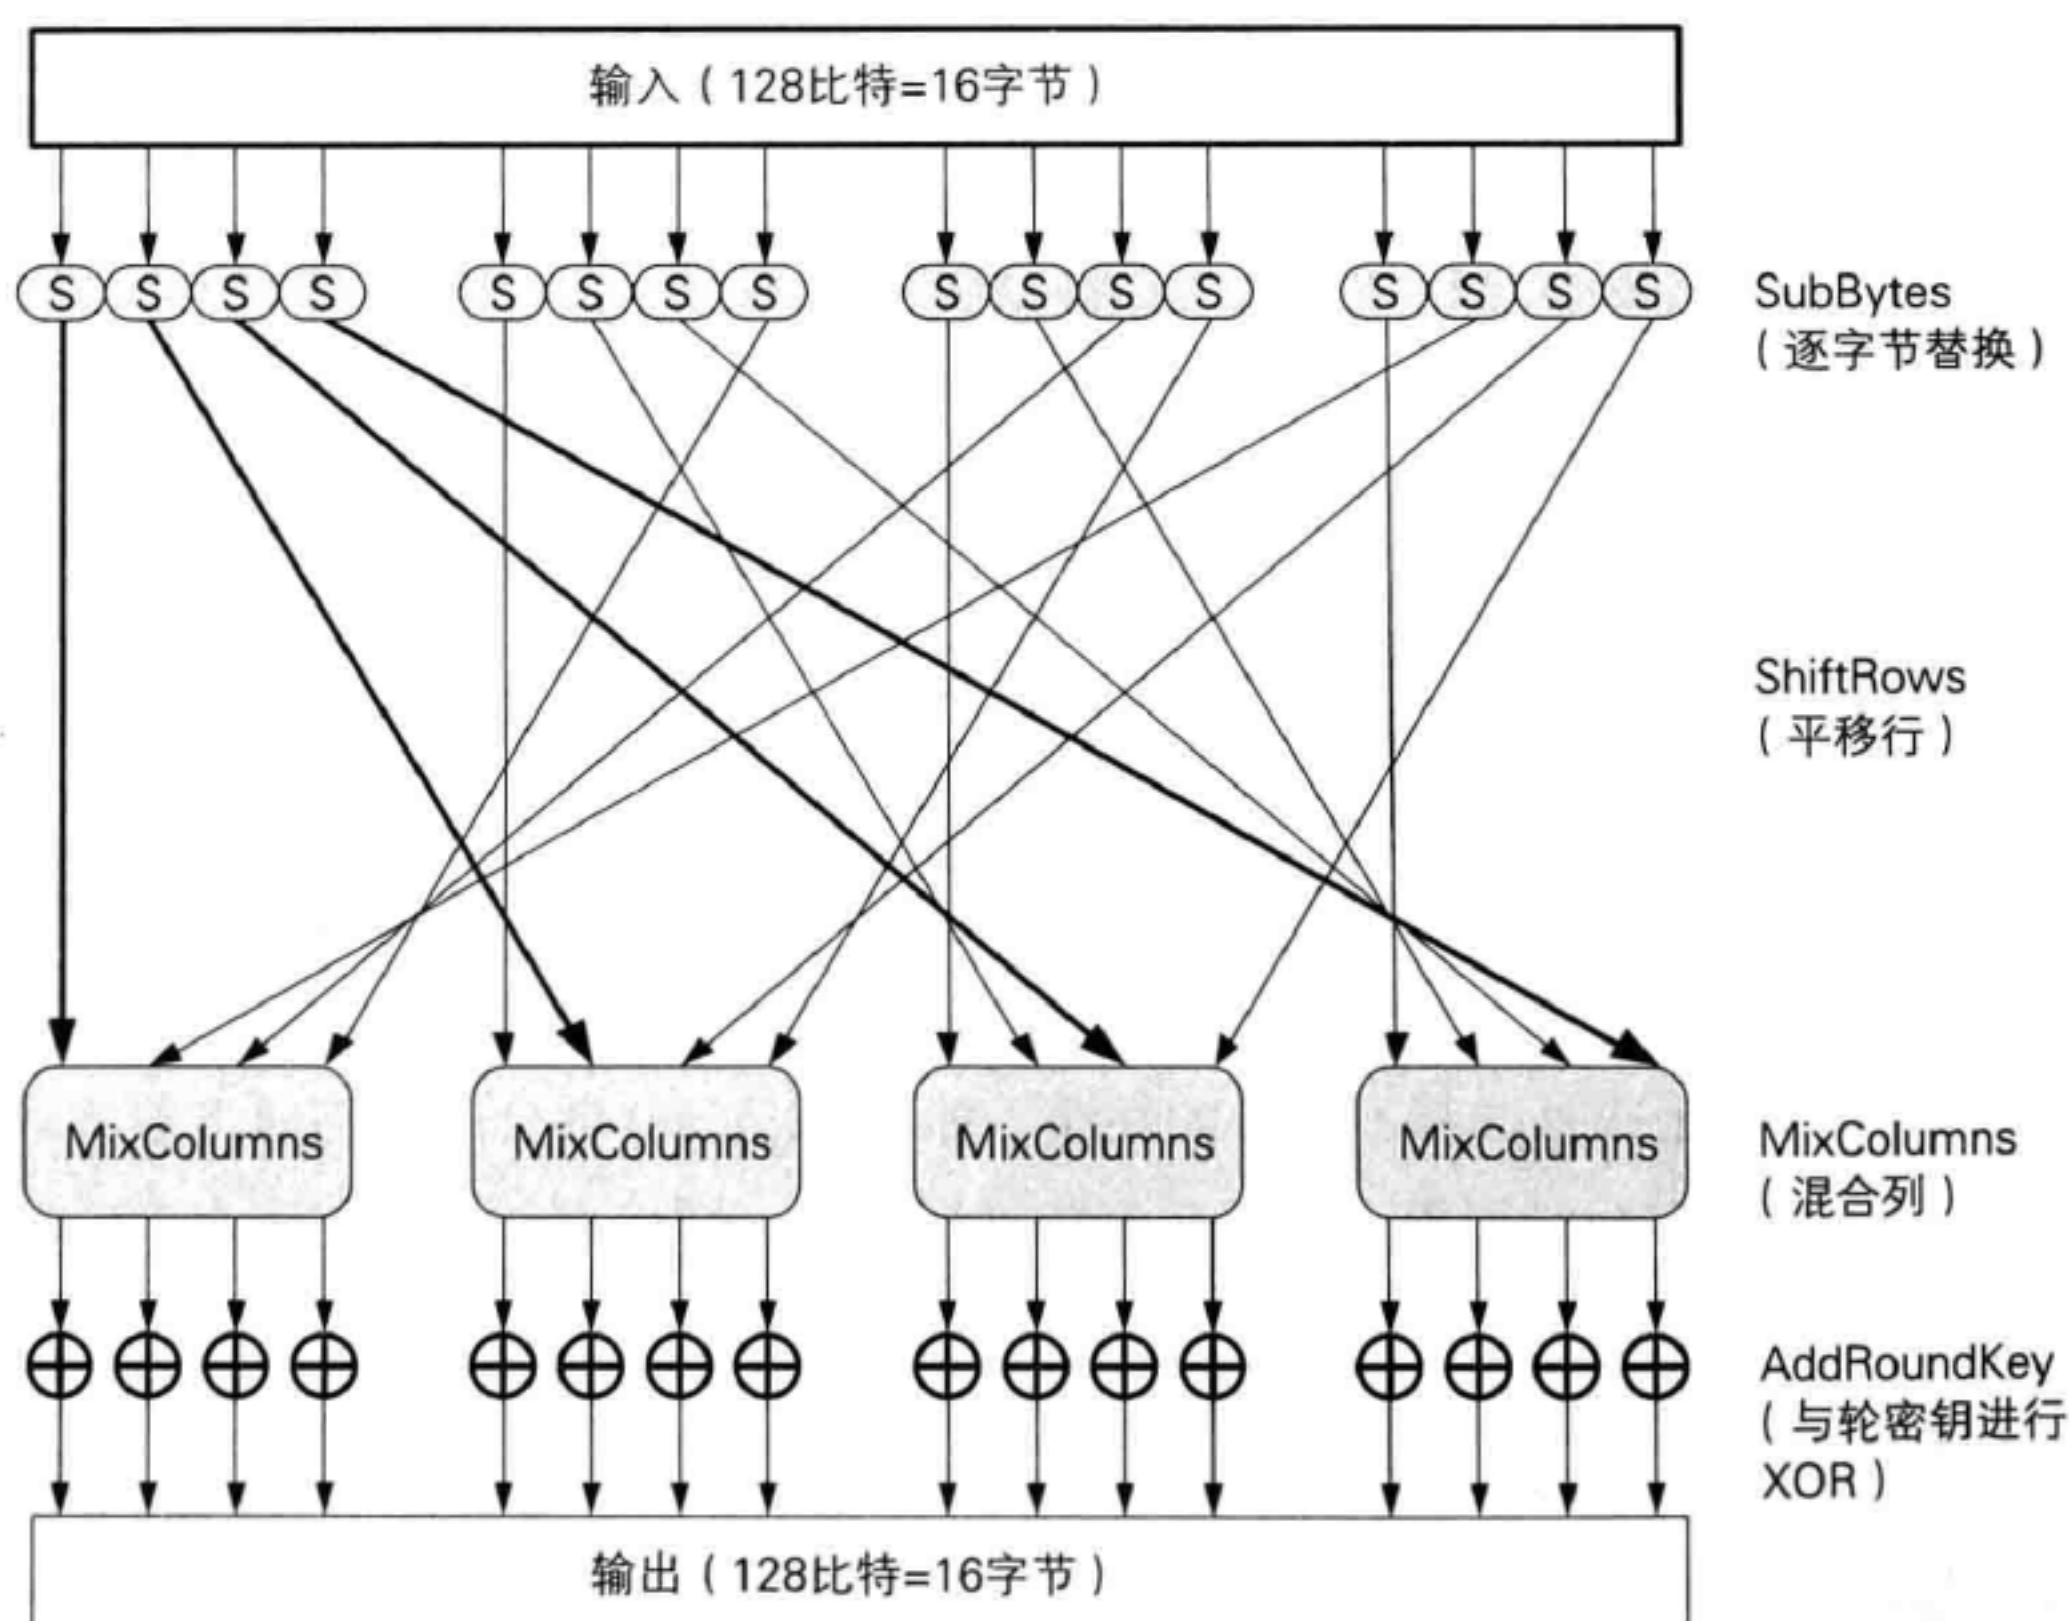 输入（128比特=16字节）
S S S S S S S S S S S S S S S S
SubBytes
（逐字节替换）
ShiftRows
（平移行）
MixColumns MixColumns MixColumns MixColumns
MixColumns
（混合列）
AddRoundKey
（与轮密钥进行
XOR）
输出（128比特=16字节）